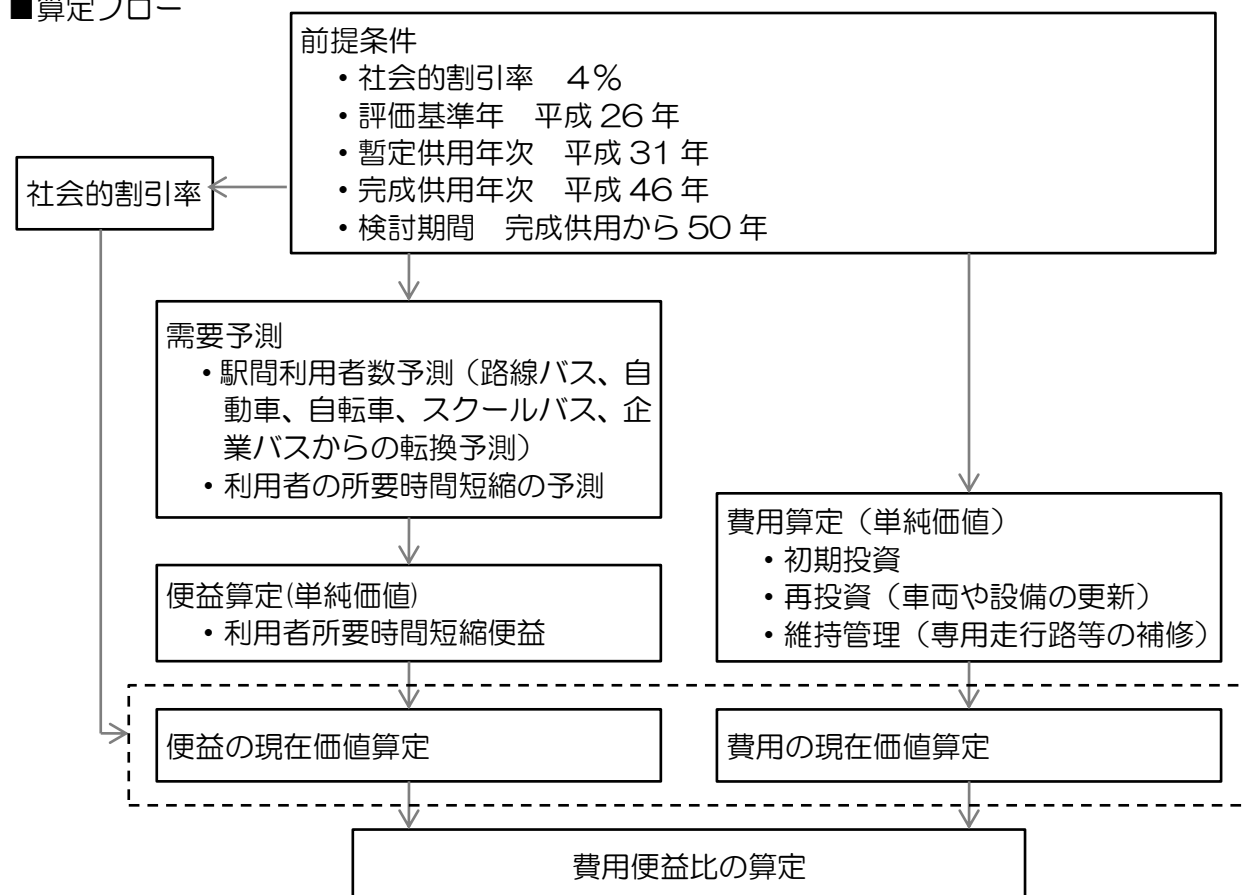 ■算定フロー
前提条件
・社会的割引率　4％
・評価基準年　平成 26 年
・暫定供用年次　平成 31 年
・完成供用年次　平成 46 年
・検討期間　完成供用から 50 年
社会的割引率
需要予測
・駅間利用者数予測（路線バス、自
動車、自転車、スクールバス、企
業バスからの転換予測）
・利用者の所要時間短縮の予測
費用算定（単純価値）
・初期投資
・再投資（車両や設備の更新）
・維持管理（専用走行路等の補修）
便益算定(単純価値)
・利用者所要時間短縮便益
便益の現在価値算定
費用の現在価値算定
費用便益比の算定